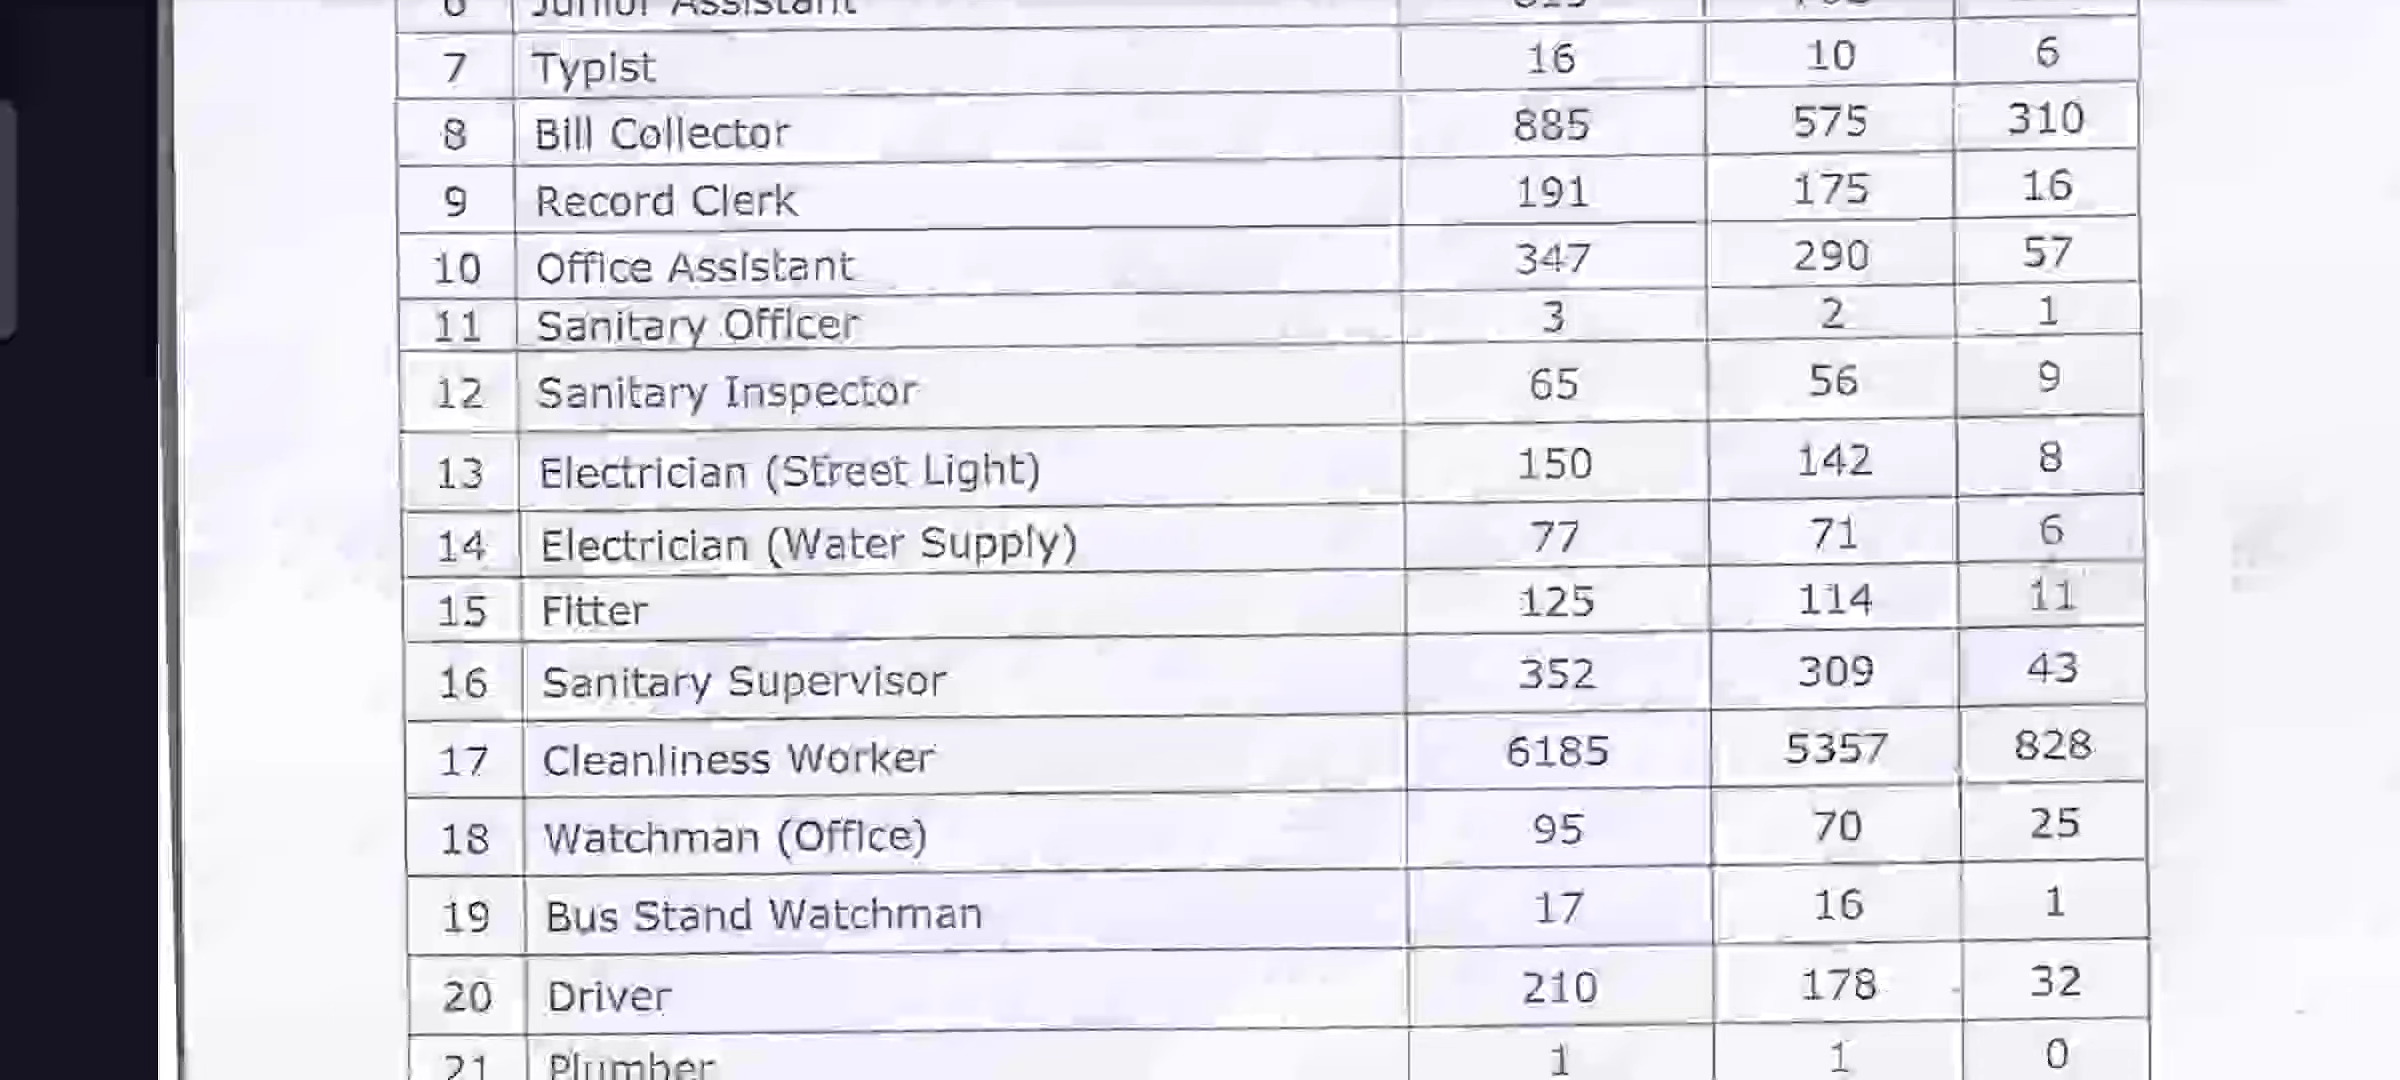 6 Junior Assistant
7 Typist 16 10 6
8 Bill Collector 885 575 310
9 Record Clerk 191 175 16
10 Office Assistant 347 290 57
11 Sanitary Officer 3 2 1
12 Sanitary Inspector 65 56 9
13 Electrician (Street Light) 150 142 8
14 Electrician (Water Supply) 77 71 6
15 Fitter 125 114 11
16 Sanitary Supervisor 352 309 43
17 Cleanliness Worker 6185 5357 828
18 Watchman (Office) 95 70 25
19 Bus Stand Watchman 17 16 1
20 Driver 210 178 32
21 Plumber 1 1 0